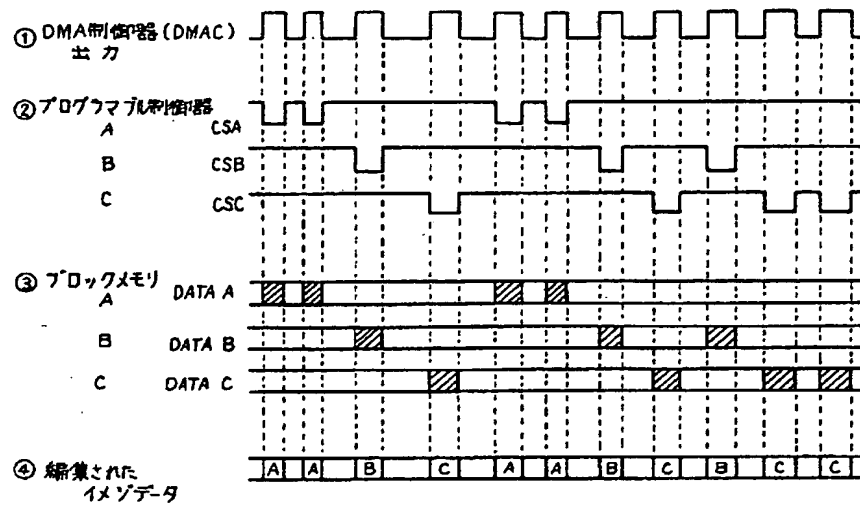 ① DMA制御器(DMAC)
出力
② プログラマブル制御器
A CSA
B CSB
C CSC
③ ブロックメモリ
A DATA A
B DATA B
C DATA C
④ 編集された
イメゾデータ
A A B C A A B C B C C